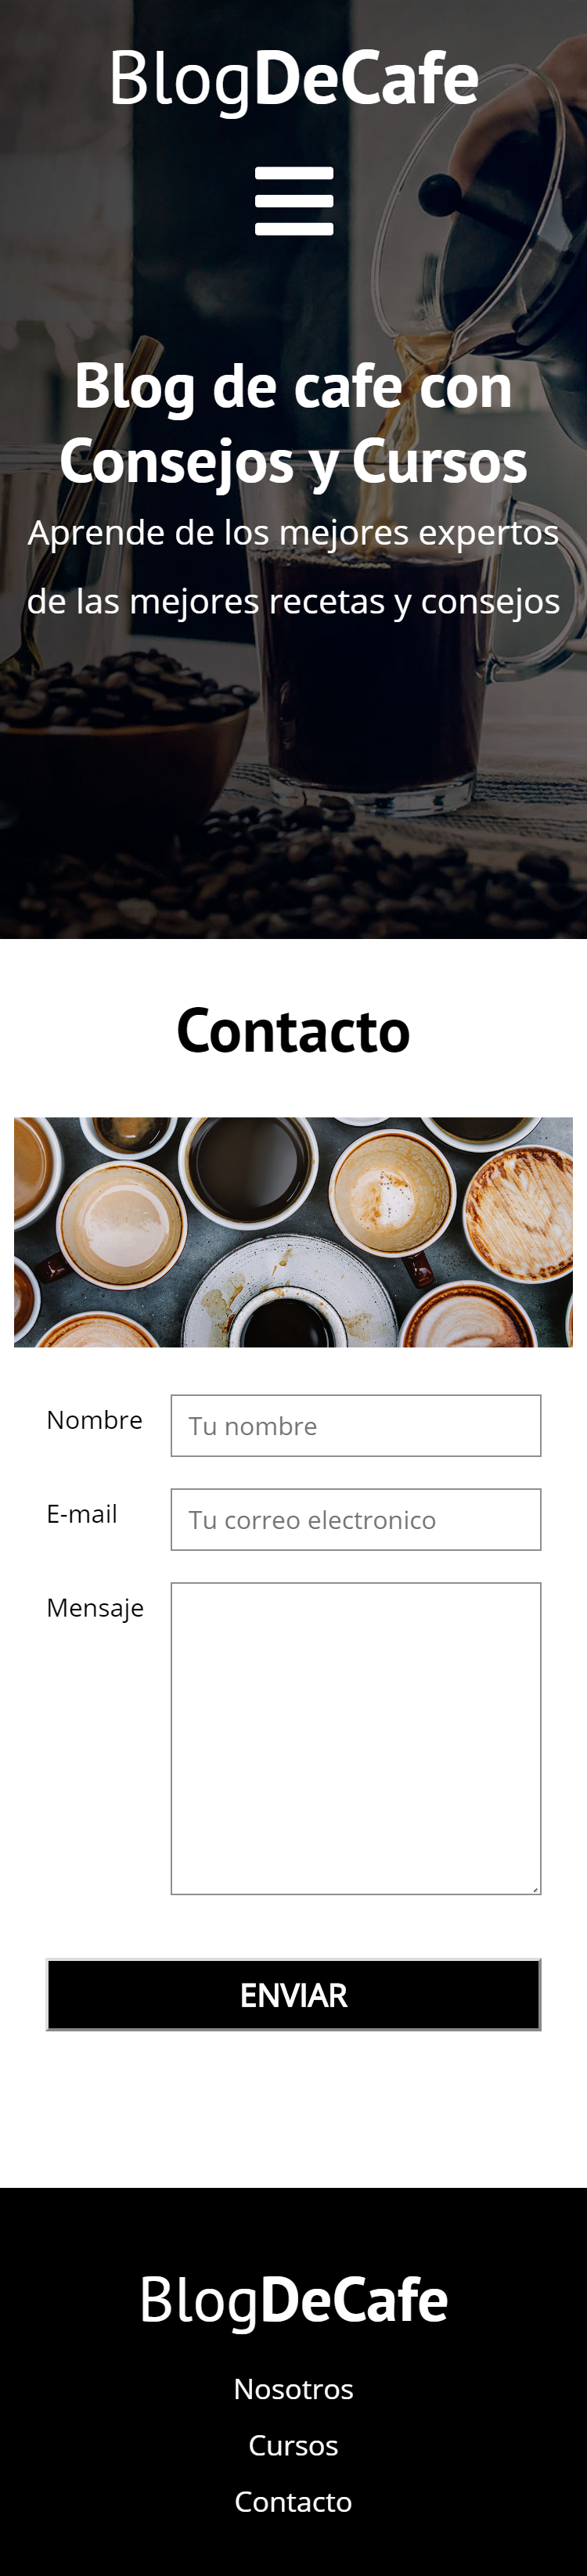 BlogDeCafe
Blog de cafe con
Consejos y Cursos
Aprende de los mejores expertos
de las mejores recetas y consejos
Contacto
Nombre
Tu nombre
E-mail
Tu correo electronico
Mensaje
ENVIAR
BlogDeCafe
Nosotros
Cursos
Contacto